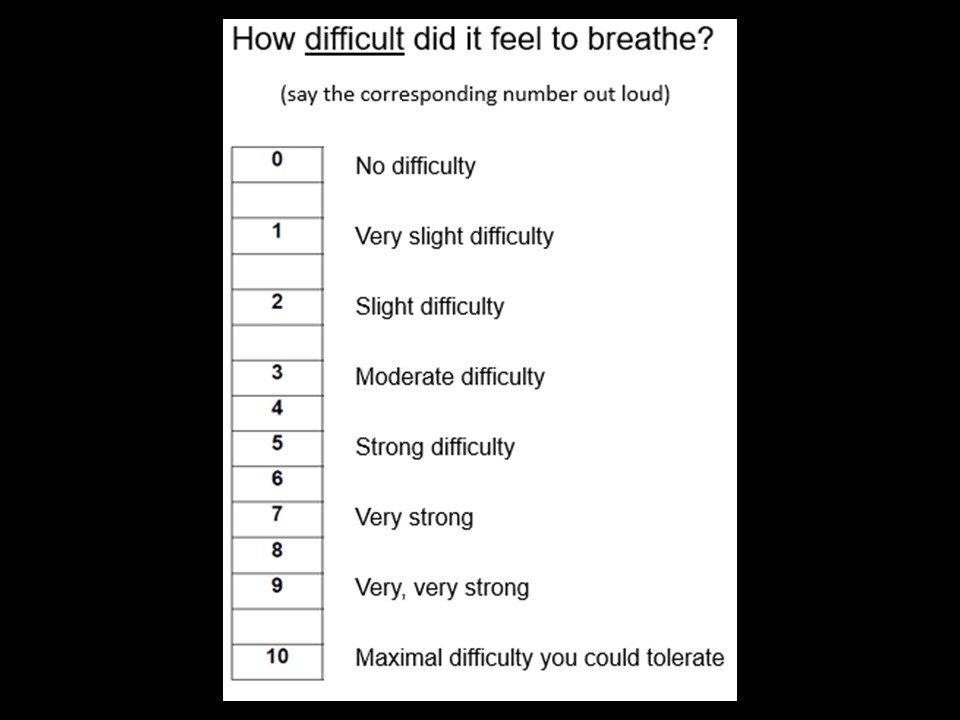 How difficult did it feel to breathe?
(say the corresponding number out loud)
0 No difficulty
1 Very slight difficulty
2 Slight difficulty
3 Moderate difficulty
4
5 Strong difficulty
6
7 Very strong
8
9 Very, very strong
10 Maximal difficulty you could tolerate